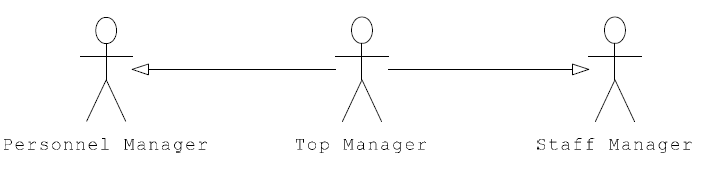 Personnel Manager
Top Manager
Staff Manager